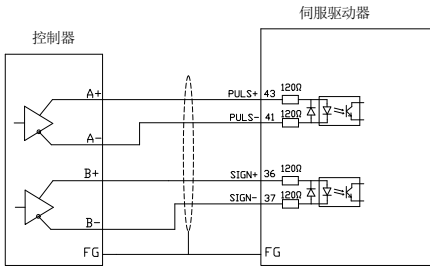 伺服驱动器
控制器
A+ PULS+ 43 120Ω
PULS- 41 120Ω
A-
B+ SIGN+ 36 120Ω
SIGN- 37 120Ω
B-
FG FG